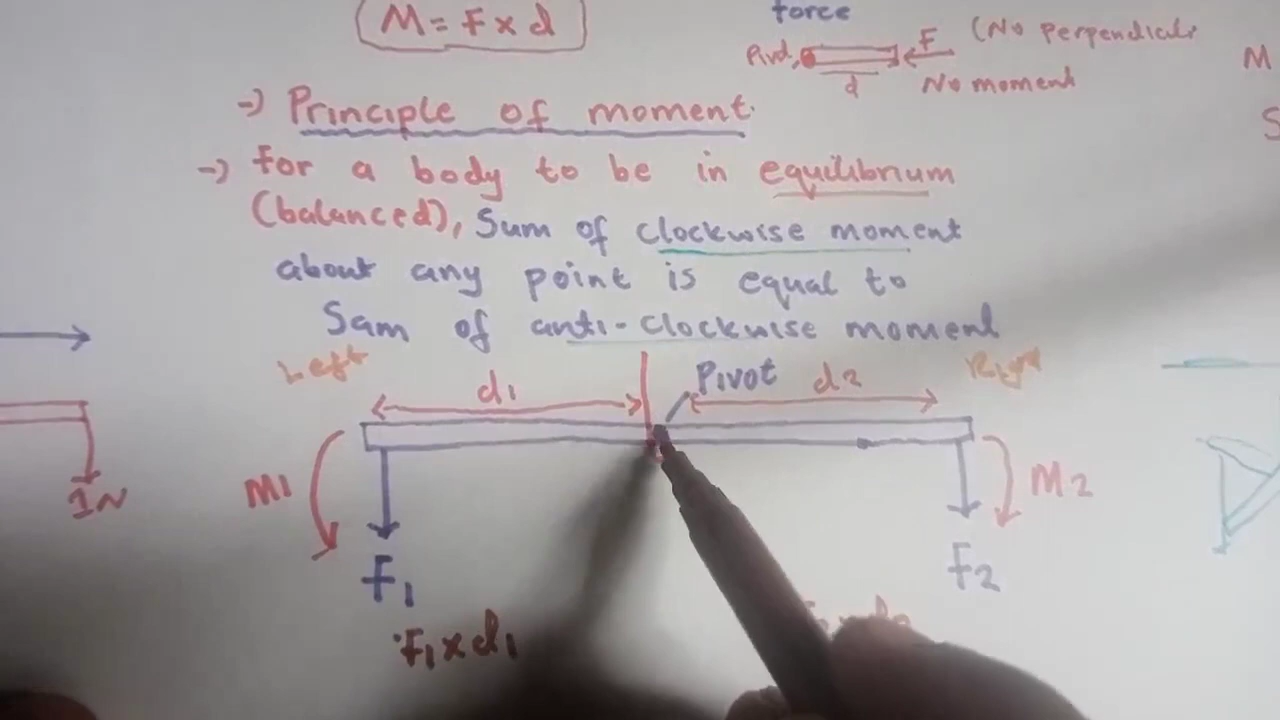 M = F x d
force
Pivot
F
(No perpendicular
d
No moment
M
S
-) Principle of moment.
-) for a body to be in equilibrium
(balanced), Sum of clockwise moment
about any point is equal to
Sam of anti-clockwise moment
Left
Pivot
Right
d1
d2
M1
M2
1N
F1
F2
F1 x d1